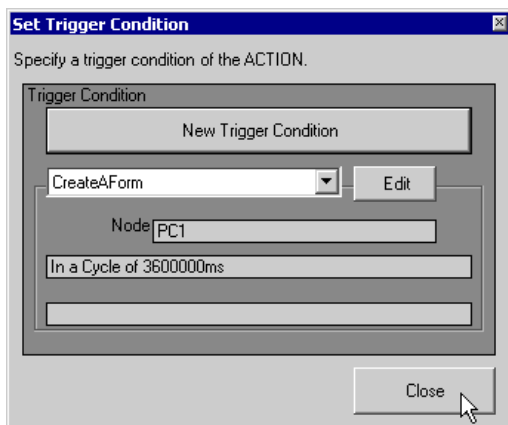 Set Trigger Condition
Specify a trigger condition of the ACTION.
Trigger Condition
New Trigger Condition
CreateAForm
Edit
Node PC1
In a Cycle of 3600000ms
Close